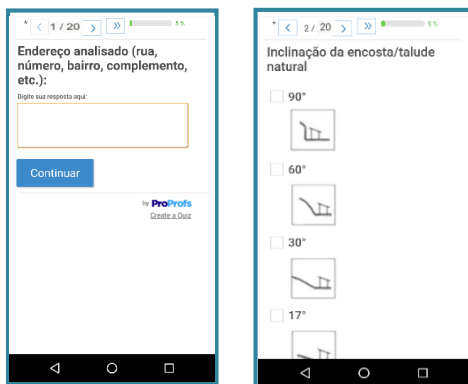 * < 1 / 20 > » 5 %
Endereço analisado (rua,
número, bairro, complemento,
etc.):
Digite sua resposta aqui:
Continuar
by ProProfs
Create a Quiz
* < 2 / 20 > » 5 %
Inclinação da encosta/talude
natural
90°
60°
30°
17°